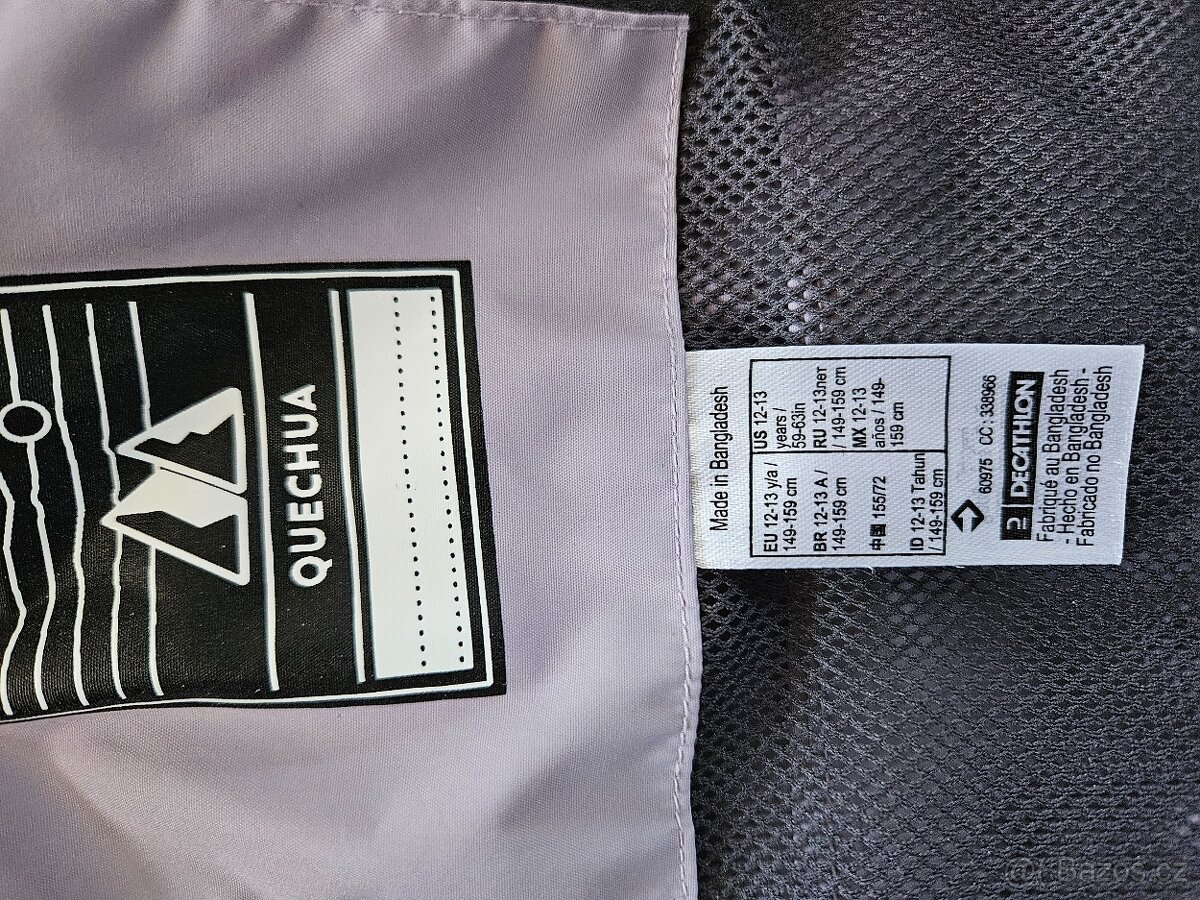 QUECHUA
Made in Bangladesh
EU 12-13 y/a /
149-159 cm
BR 12-13 A /
149-159 cm
中国 155/72
ID 12-13 Tahun
/ 149-159 cm
US 12-13
years /
59-63in
RU 12-13лет
/ 149-159 cm
MX 12-13
años / 149-
159 cm
60975 CC: 338966
DECATHLON
Fabriqué au Bangladesh
- Hecho en Bangladesh -
Fabricado no Bangladesh
Bazos.cz